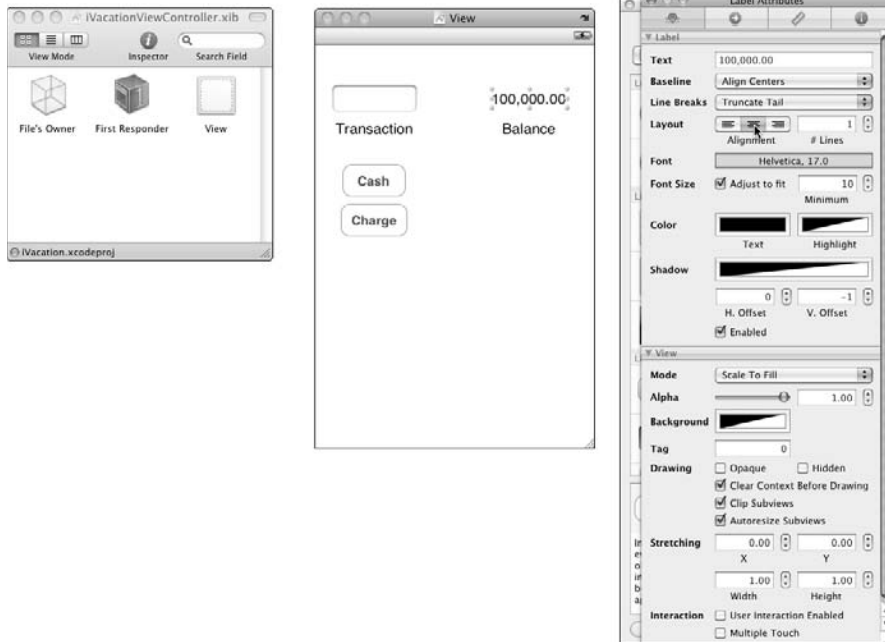 iVacationViewController.xib
View Mode
Inspector
Search Field
File's Owner
First Responder
View
iVacation.xcodeproj
View
100,000.00
Transaction
Balance
Cash
Charge
Label Attributes
Label
Text
100,000.00
Baseline
Align Centers
Line Breaks
Truncate Tail
Layout
1
Alignment
# Lines
Font
Helvetica, 17.0
Font Size
Adjust to fit
10
Minimum
Color
Text
Highlight
Shadow
0
-1
H. Offset
V. Offset
Enabled
View
Mode
Scale To Fill
Alpha
1.00
Background
Tag
0
Drawing
Opaque
Hidden
Clear Context Before Drawing
Clip Subviews
Autoresize Subviews
Stretching
0.00
0.00
X
Y
1.00
1.00
Width
Height
Interaction
User Interaction Enabled
Multiple Touch